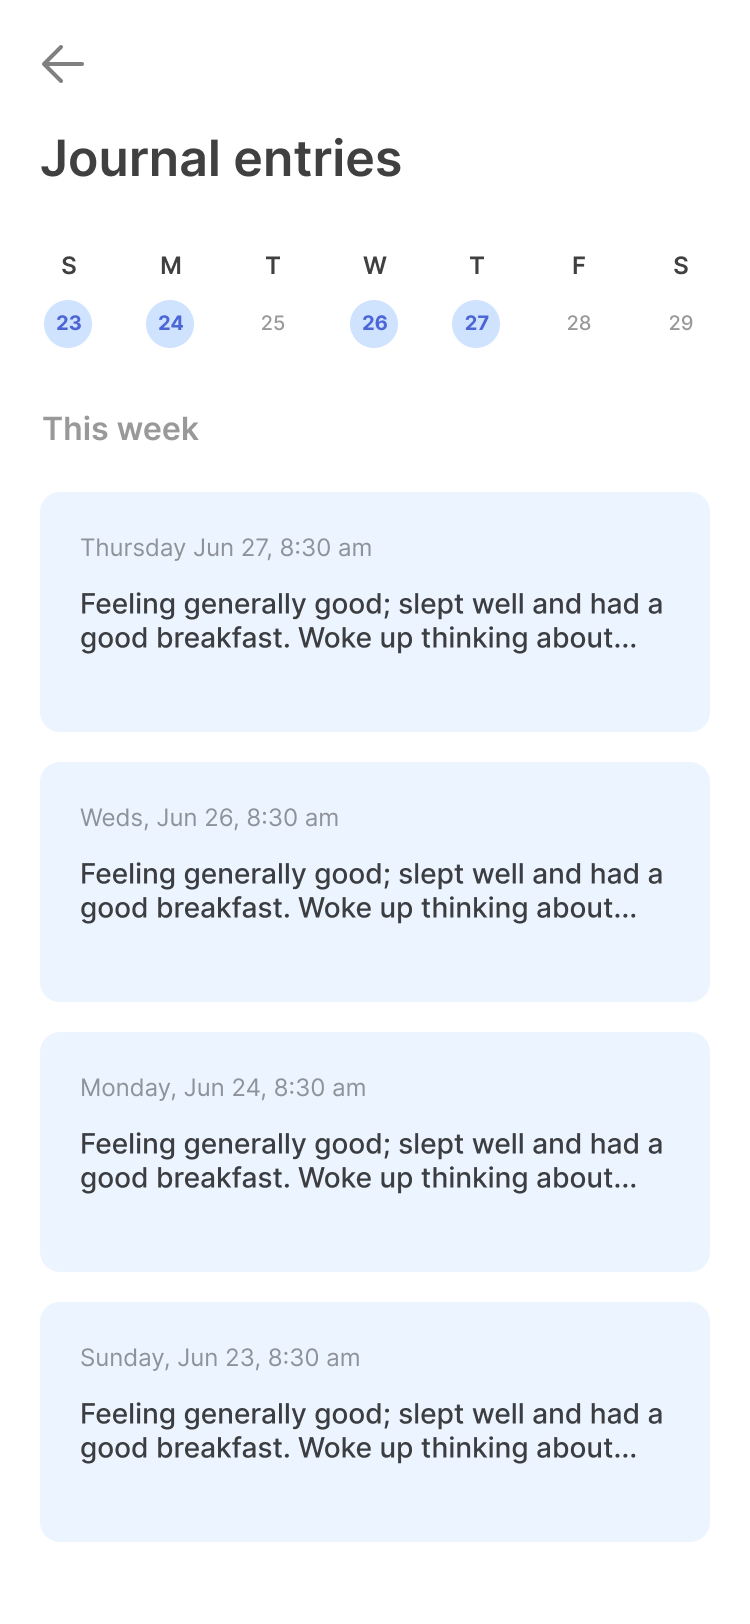 Journal entries
S M T W T F S
23 24 25 26 27 28 29
This week
Thursday Jun 27, 8:30 am
Feeling generally good; slept well and had a
good breakfast. Woke up thinking about...
Weds, Jun 26, 8:30 am
Feeling generally good; slept well and had a
good breakfast. Woke up thinking about...
Monday, Jun 24, 8:30 am
Feeling generally good; slept well and had a
good breakfast. Woke up thinking about...
Sunday, Jun 23, 8:30 am
Feeling generally good; slept well and had a
good breakfast. Woke up thinking about...